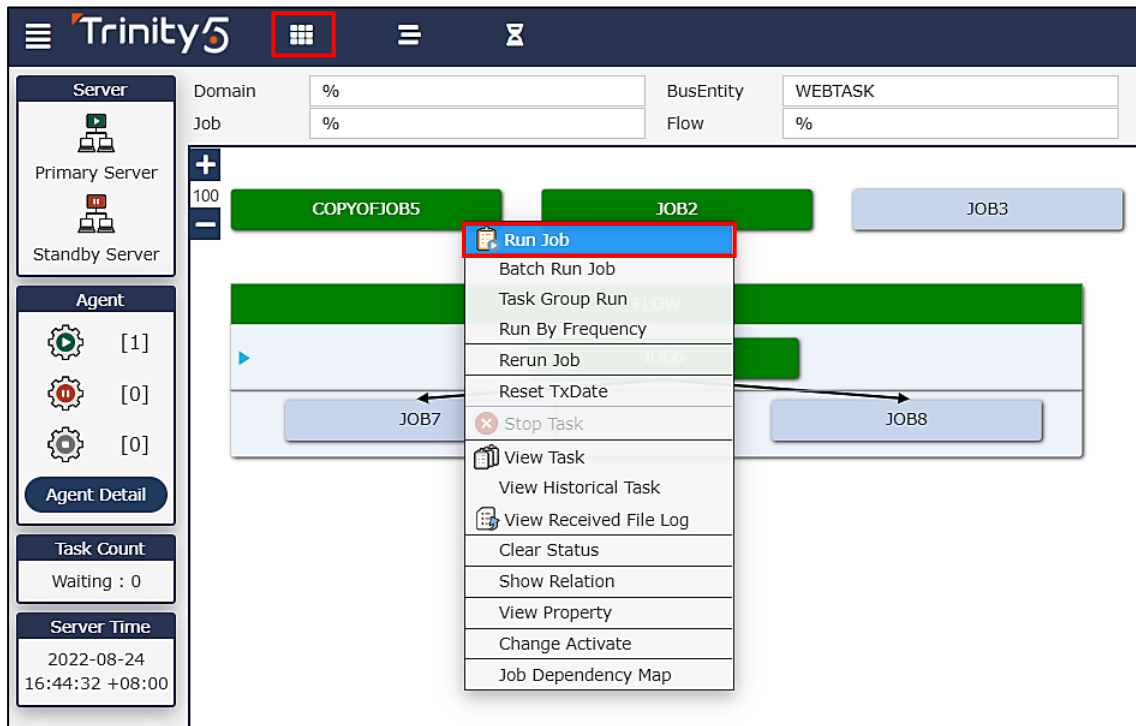 Trinity5
Server
Primary Server
Standby Server
Agent
[1]
[0]
[0]
Agent Detail
Task Count
Waiting : 0
Server Time
2022-08-24
16:44:32 +08:00
Domain % BusEntity WEBTASK
Job % Flow %
100
COPYOFJOB5 JOB2 JOB3
FLOW
JOB6
JOB7 JOB8
Run Job
Batch Run Job
Task Group Run
Run By Frequency
Rerun Job
Reset TxDate
Stop Task
View Task
View Historical Task
View Received File Log
Clear Status
Show Relation
View Property
Change Activate
Job Dependency Map